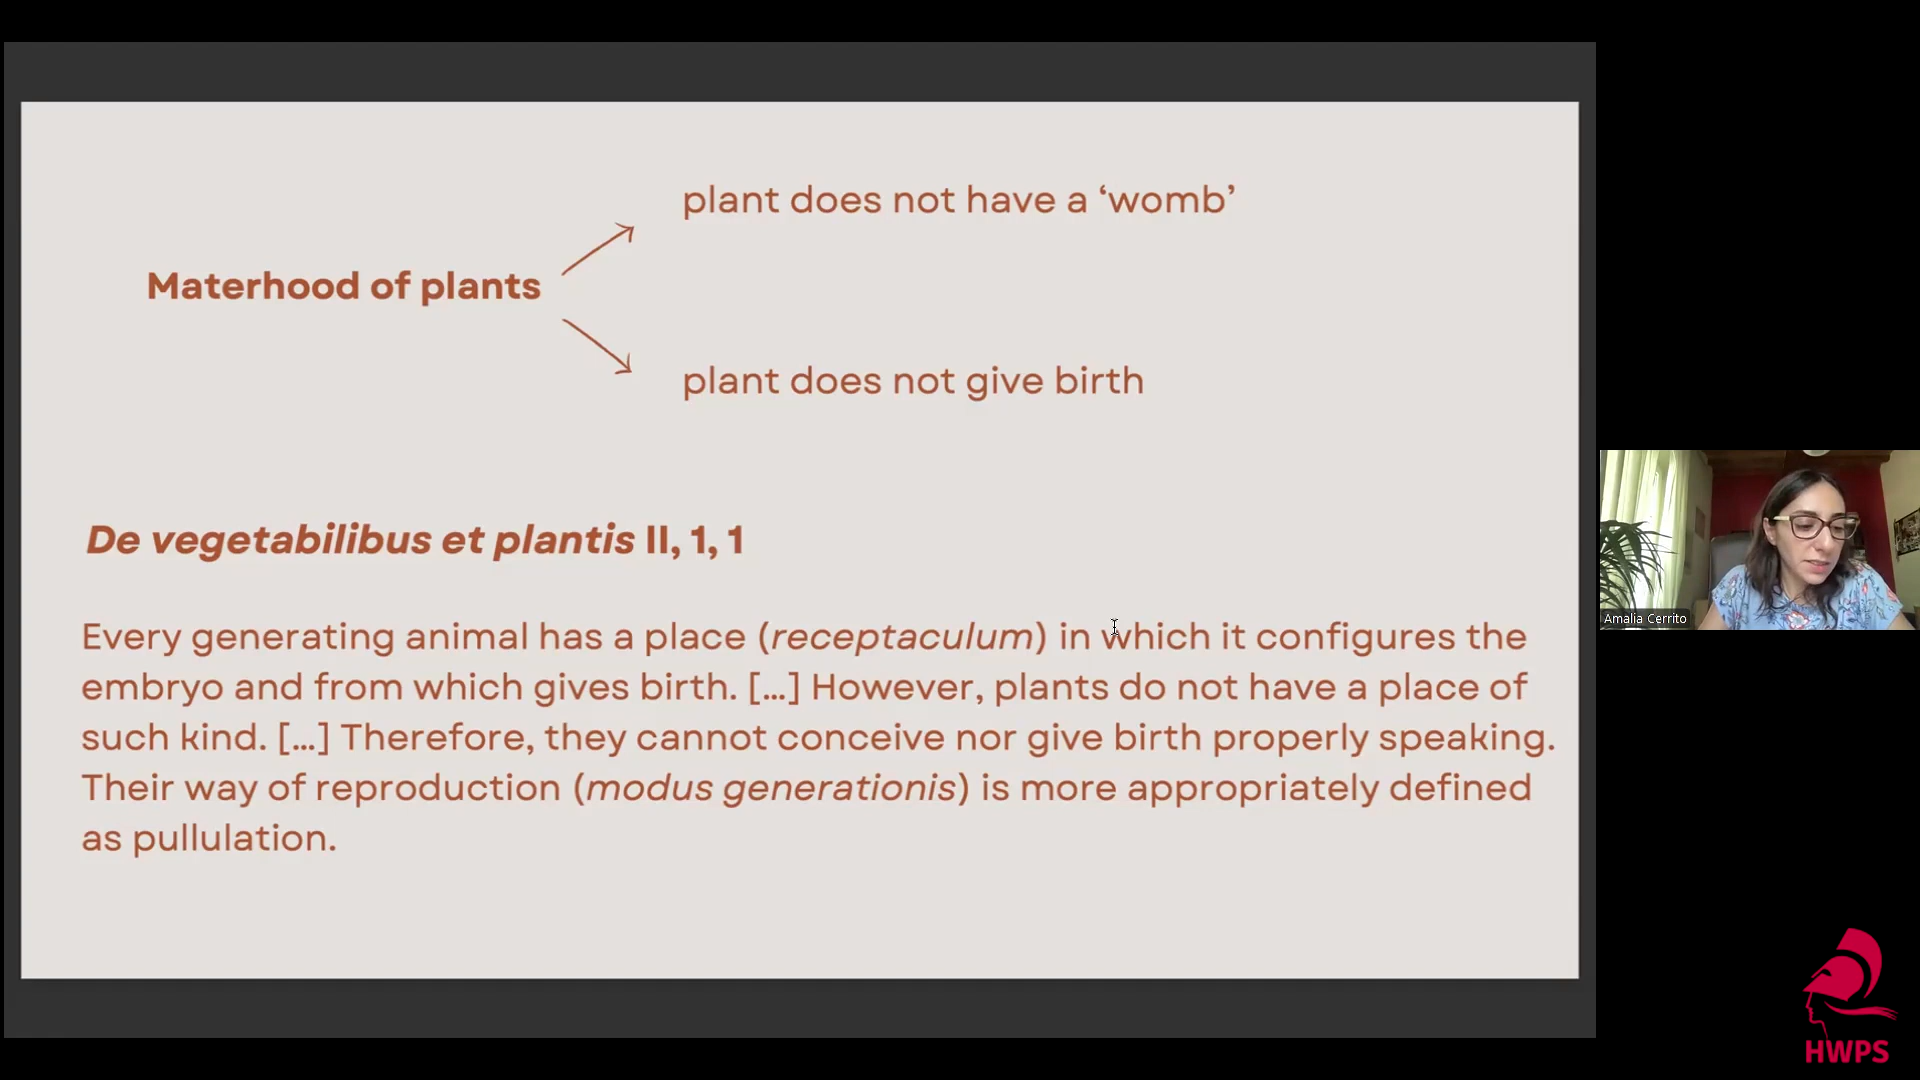 plant does not have a ‘womb’
Materhood of plants
plant does not give birth
De vegetabilibus et plantis II, 1, 1
Every generating animal has a place (receptaculum) in which it configures the
embryo and from which gives birth. [...] However, plants do not have a place of
such kind. [...] Therefore, they cannot conceive nor give birth properly speaking.
Their way of reproduction (modus generationis) is more appropriately defined
as pullulation.
Amalia Cerrito
HWPS